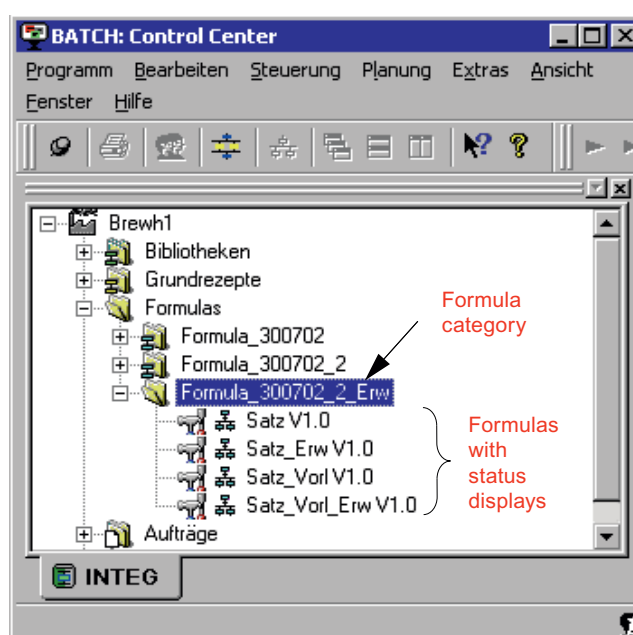 BATCH: Control Center
Programm Bearbeiten Steuerung Planung Extras Ansicht
Fenster Hilfe
Brewh1
Bibliotheken
Grundrezepte
Formulas
Formula_300702
Formula_300702_2
Formula_300702_2_Erw
Satz V1.0
Satz_Erw V1.0
Satz_Vorl V1.0
Satz_Vorl_Erw V1.0
Aufträge
Formula
category
Formulas
with
status
displays
INTEG